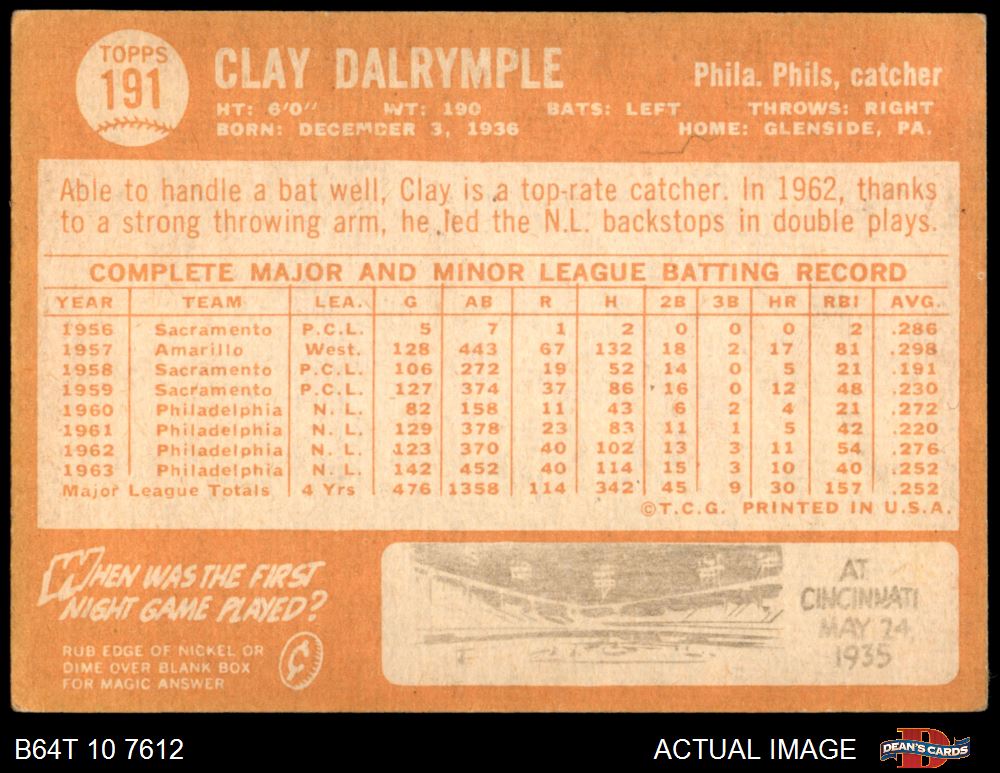 TOPPS
191
CLAY DALRYMPLE
Phila. Phils, catcher
HT: 6'0" WT: 190 BATS: LEFT THROWS: RIGHT
BORN: DECEMBER 3, 1936 HOME: GLENSIDE, PA.
Able to handle a bat well, Clay is a top-rate catcher. In 1962, thanks
to a strong throwing arm, he led the N.L. backstops in double plays.
COMPLETE MAJOR AND MINOR LEAGUE BATTING RECORD
YEAR TEAM LEA. G AB R H 2B 3B HR RBI AVG.
1956 Sacramento P.C.L. 5 7 1 2 0 0 0 2 .286
1957 Amarillo West. 128 443 67 132 18 2 17 81 .298
1958 Sacramento P.C.L. 106 272 19 52 14 0 5 21 .191
1959 Sacramento P.C.L. 127 374 37 86 16 0 12 48 .230
1960 Philadelphia N. L. 82 158 11 43 6 2 4 21 .272
1961 Philadelphia N. L. 129 378 23 83 11 1 5 42 .220
1962 Philadelphia N. L. 123 370 40 102 13 3 11 54 .276
1963 Philadelphia N. L. 142 452 40 114 15 3 10 40 .252
Major League Totals 4 Yrs 476 1358 114 342 45 9 30 157 .252
©T.C.G. PRINTED IN U.S.A.
WHEN WAS THE FIRST
NIGHT GAME PLAYED?
RUB EDGE OF NICKEL OR
DIME OVER BLANK BOX
FOR MAGIC ANSWER
AT
CINCINNATI
MAY 24,
1935
B64T 10 7612
ACTUAL IMAGE
DEAN'S CARDS